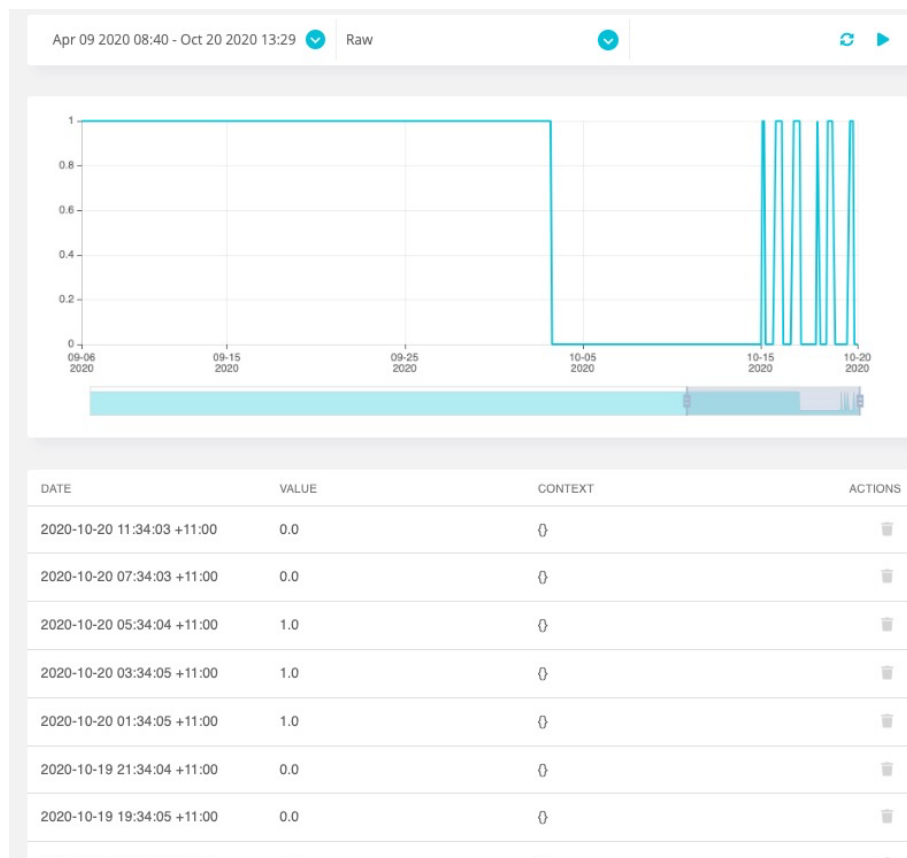 Apr 09 2020 08:40 - Oct 20 2020 13:29 Raw
1
0.8
0.6
0.4
0.2
0
09-06 09-15 09-25 10-05 10-15 10-20
2020 2020 2020 2020 2020 2020
DATE VALUE CONTEXT ACTIONS
2020-10-20 11:34:03 +11:00 0.0 {}
2020-10-20 07:34:03 +11:00 0.0 {}
2020-10-20 05:34:04 +11:00 1.0 {}
2020-10-20 03:34:05 +11:00 1.0 {}
2020-10-20 01:34:05 +11:00 1.0 {}
2020-10-19 21:34:04 +11:00 0.0 {}
2020-10-19 19:34:05 +11:00 0.0 {}